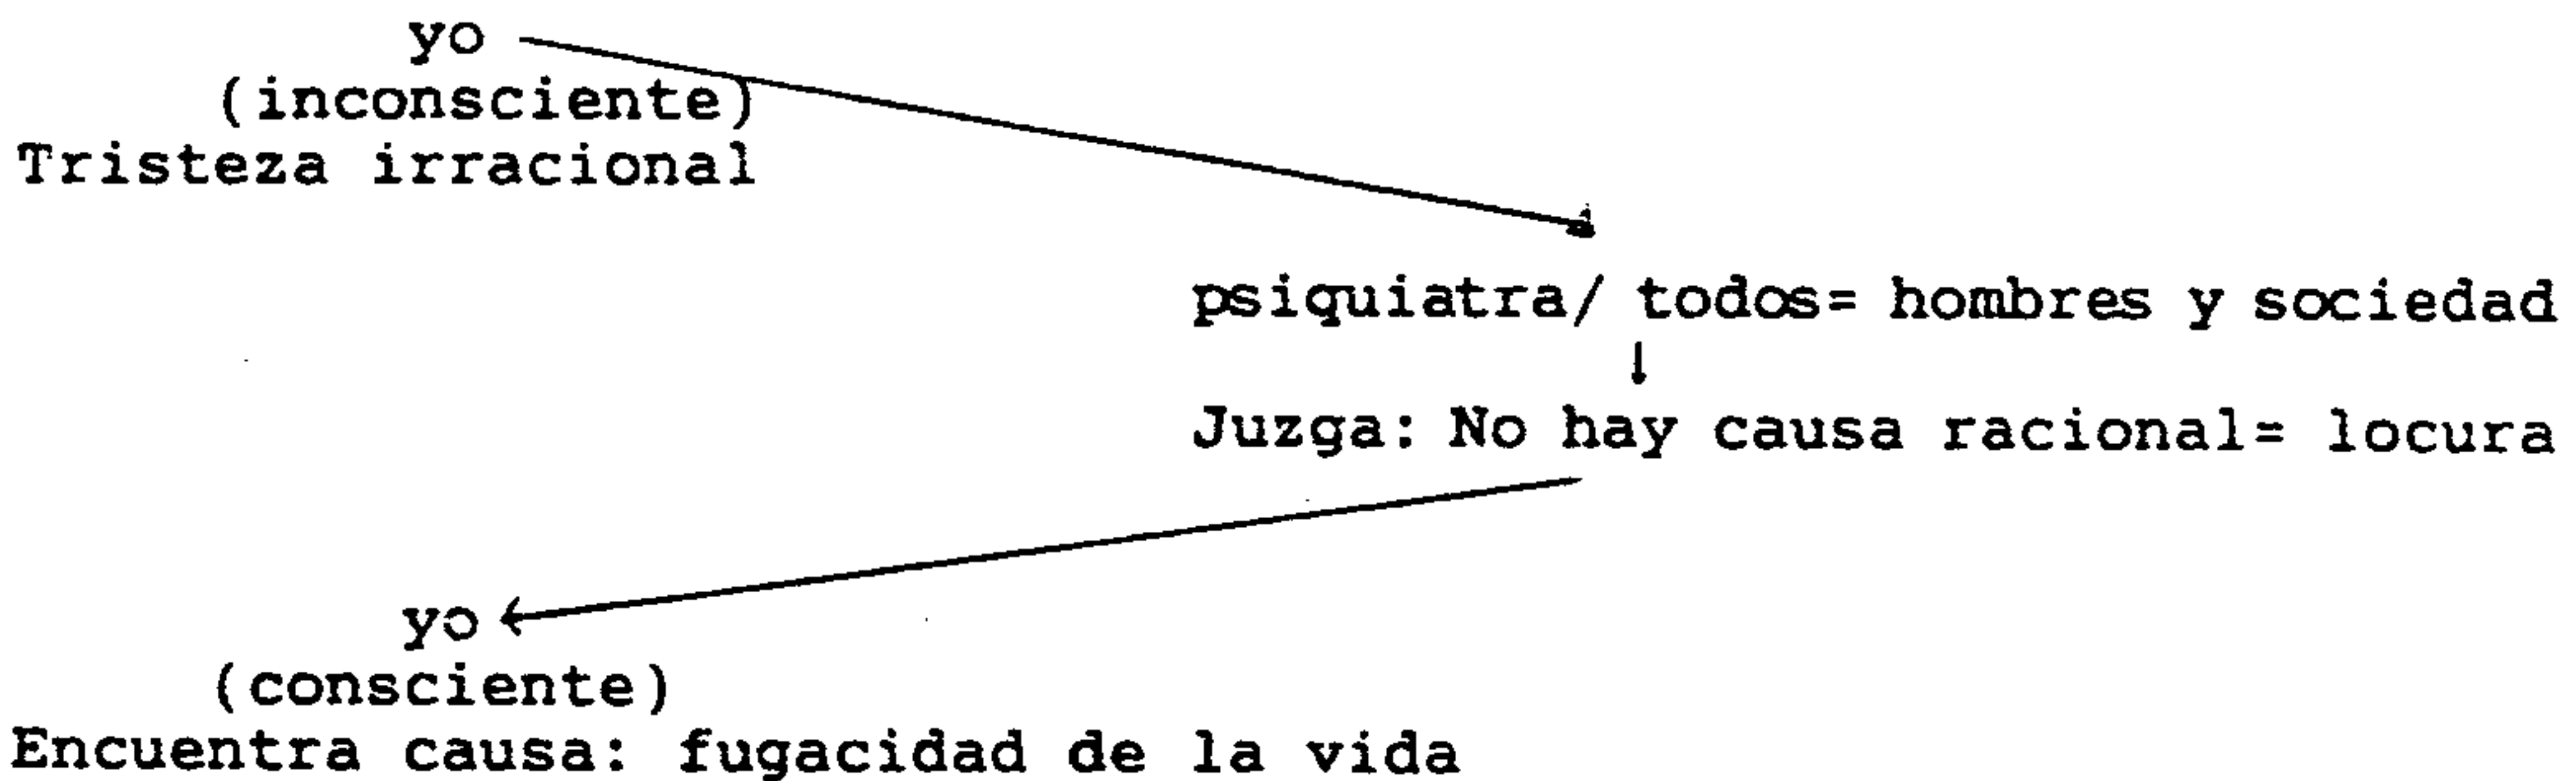 yo
(inconsciente)
Tristeza irracional
psiquiatra/ todos= hombres y sociedad
Juzga: No hay causa racional= locura
yo
(consciente)
Encuentra causa: fugacidad de la vida